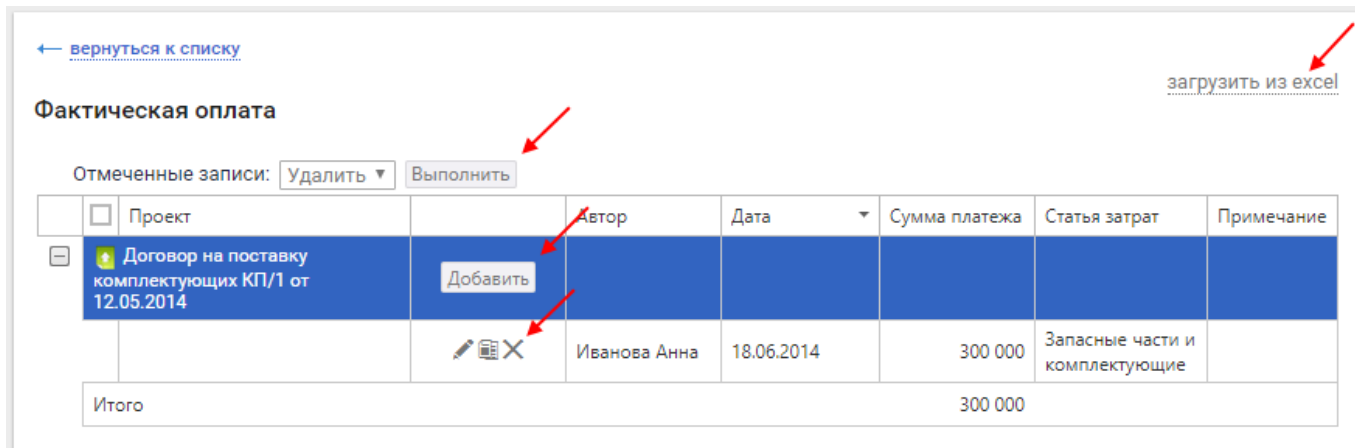 ← вернуться к списку
загрузить из excel
Фактическая оплата
Отмеченные записи: Удалить ▼ Выполнить
Проект Автор Дата Сумма платежа Статья затрат Примечание
Договор на поставку
комплектующих КП/1 от
12.05.2014
Добавить
Иванова Анна 18.06.2014 300 000 Запасные части и
комплектующие
Итого 300 000